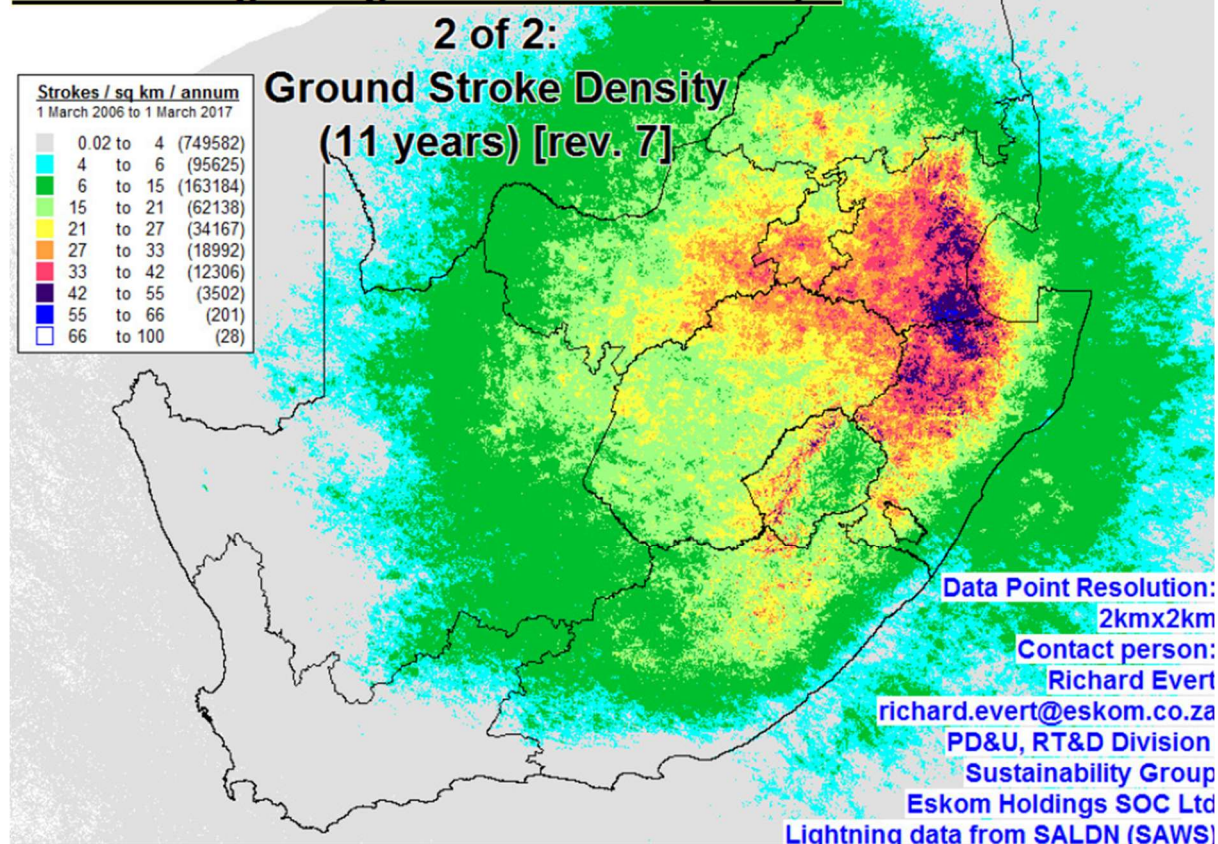 2 of 2:
Ground Stroke Density
(11 years) [rev. 7]
Strokes / sq km / annum
1 March 2006 to 1 March 2017
0.02 to 4 (749582)
4 to 6 (95625)
6 to 15 (163184)
15 to 21 (62138)
21 to 27 (34167)
27 to 33 (18992)
33 to 42 (12306)
42 to 55 (3502)
55 to 66 (201)
66 to 100 (28)
Data Point Resolution:
2kmx2km
Contact person:
Richard Evert
richard.evert@eskom.co.za
PD&U, RT&D Division
Sustainability Group
Eskom Holdings SOC Ltd
Lightning data from SALDN (SAWS)